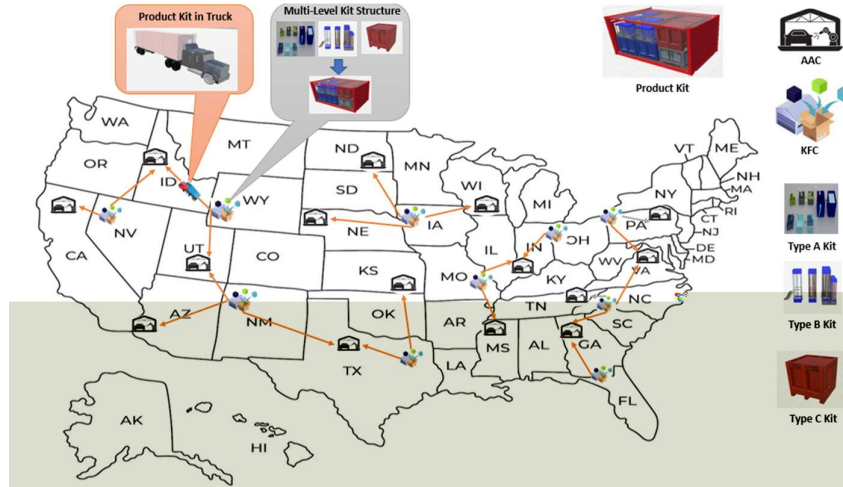 Product Kit in Truck
Multi-Level Kit Structure
Product Kit
AAC
KFC
Type A Kit
Type B Kit
Type C Kit
WA
MT
ND
MN
VT
ME
OR
ID
SD
WI
MI
NY
NH
MA
WY
RI
CT
NV
NE
IA
PA
NJ
IL
IN
OH
DE
MD
UT
CA
CO
KS
MO
WV
VA
KY
AZ
NM
OK
AR
TN
NC
SC
TX
LA
MS
AL
GA
FL
AK
HI